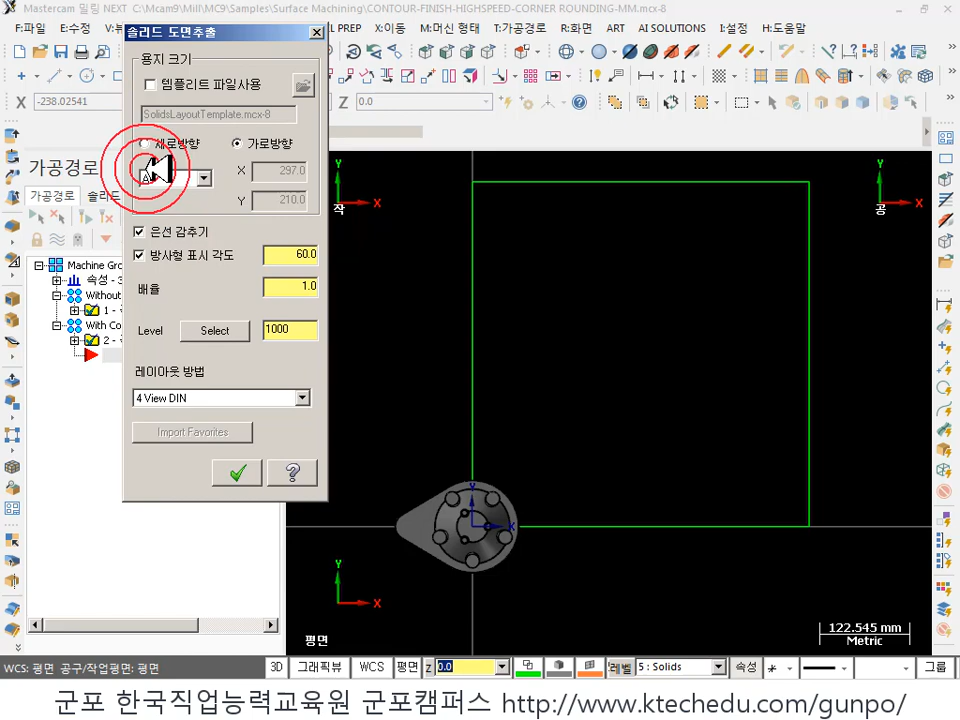 Mastercam 밀링 NEXT  C:\Mcam9\Mill\MC9\Samples\Surface Machining\CONTOUR-FINISH-HIGHSPEED-CORNER ROUNDING-MM.mcx-8
F:파일 E:수정 PREP X:이동 M:머신 형태 T:가공경로 R:화면 ART AI SOLUTIONS I:설정 H:도움말
솔리드 도면추출
용지 크기
템플리트 파일사용
SolidsLayoutTemplate.mcx-8
세로방향 가로방향
X 297.0
Y 210.0
은선 감추기
방사형 표시 각도 60.0
배율 1.0
Level Select 1000
레이아웃 방법
4 View DIN
Import Favorites
X -238.02541
Z 0.0
가공경로
가공경로 솔리드
Machine Gro
속성 - 3
Without
1 -
With Co
2 -
Y
X
작
Y
X
공
Y
X
Y
X
평면
122.545 mm
Metric
WCS: 평면 공구/작업평면: 평면 3D 그래픽뷰 WCS 평면 Z 0.0 레벨 5 : Solids 속성 그룹
군포 한국직업능력교육원 군포캠퍼스 http://www.ktechedu.com/gunpo/